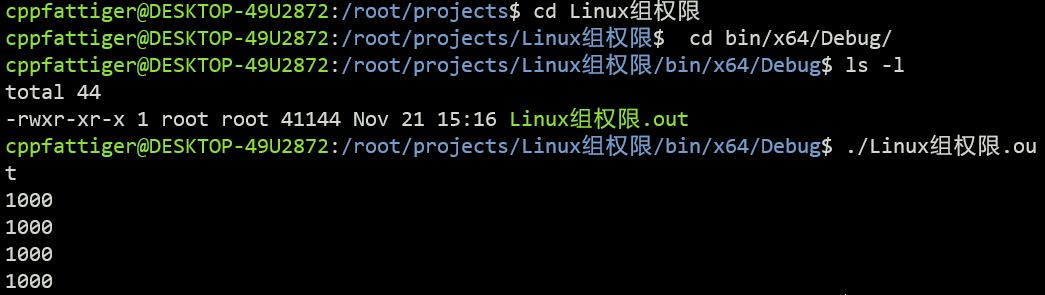 cppfattiger@DESKTOP-49U2872:/root/projects$ cd Linux组权限
cppfattiger@DESKTOP-49U2872:/root/projects/Linux组权限$  cd bin/x64/Debug/
cppfattiger@DESKTOP-49U2872:/root/projects/Linux组权限/bin/x64/Debug$ ls -l
total 44
-rwxr-xr-x 1 root root 41144 Nov 21 15:16 Linux组权限.out
cppfattiger@DESKTOP-49U2872:/root/projects/Linux组权限/bin/x64/Debug$ ./Linux组权限.ou
t
1000
1000
1000
1000